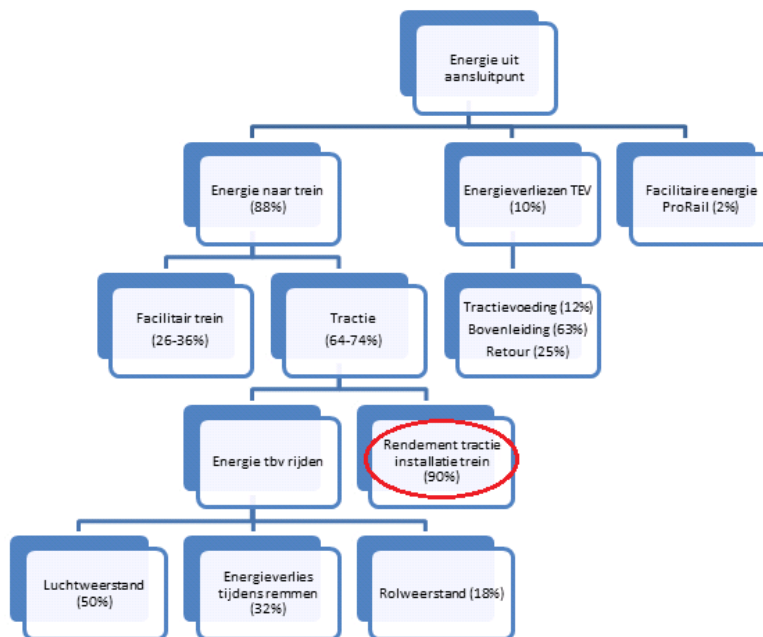 Energie uit
aansluitpunt
Energie naar trein
(88%)
Energieverliezen TEV
(10%)
Facilitaire energie
ProRail (2%)
Facilitair trein
(26-36%)
Tractie
(64-74%)
Tractievoeding (12%)
Bovenleiding (63%)
Retour (25%)
Energie tbv rijden
Rendement tractie
installatie trein
(90%)
Luchtweerstand
(50%)
Energieverlies
tijdens remmen
(32%)
Rolweerstand (18%)